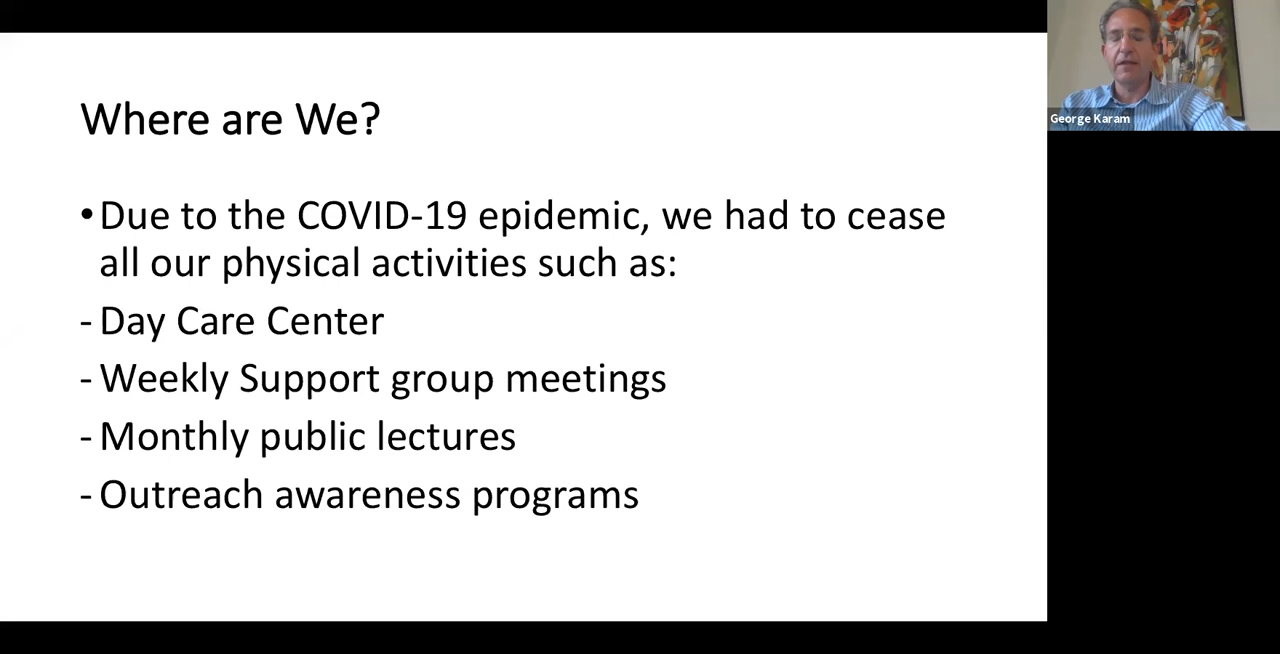 Where are We?
•Due to the COVID-19 epidemic, we had to cease
all our physical activities such as:
- Day Care Center
- Weekly Support group meetings
- Monthly public lectures
- Outreach awareness programs
George Karam